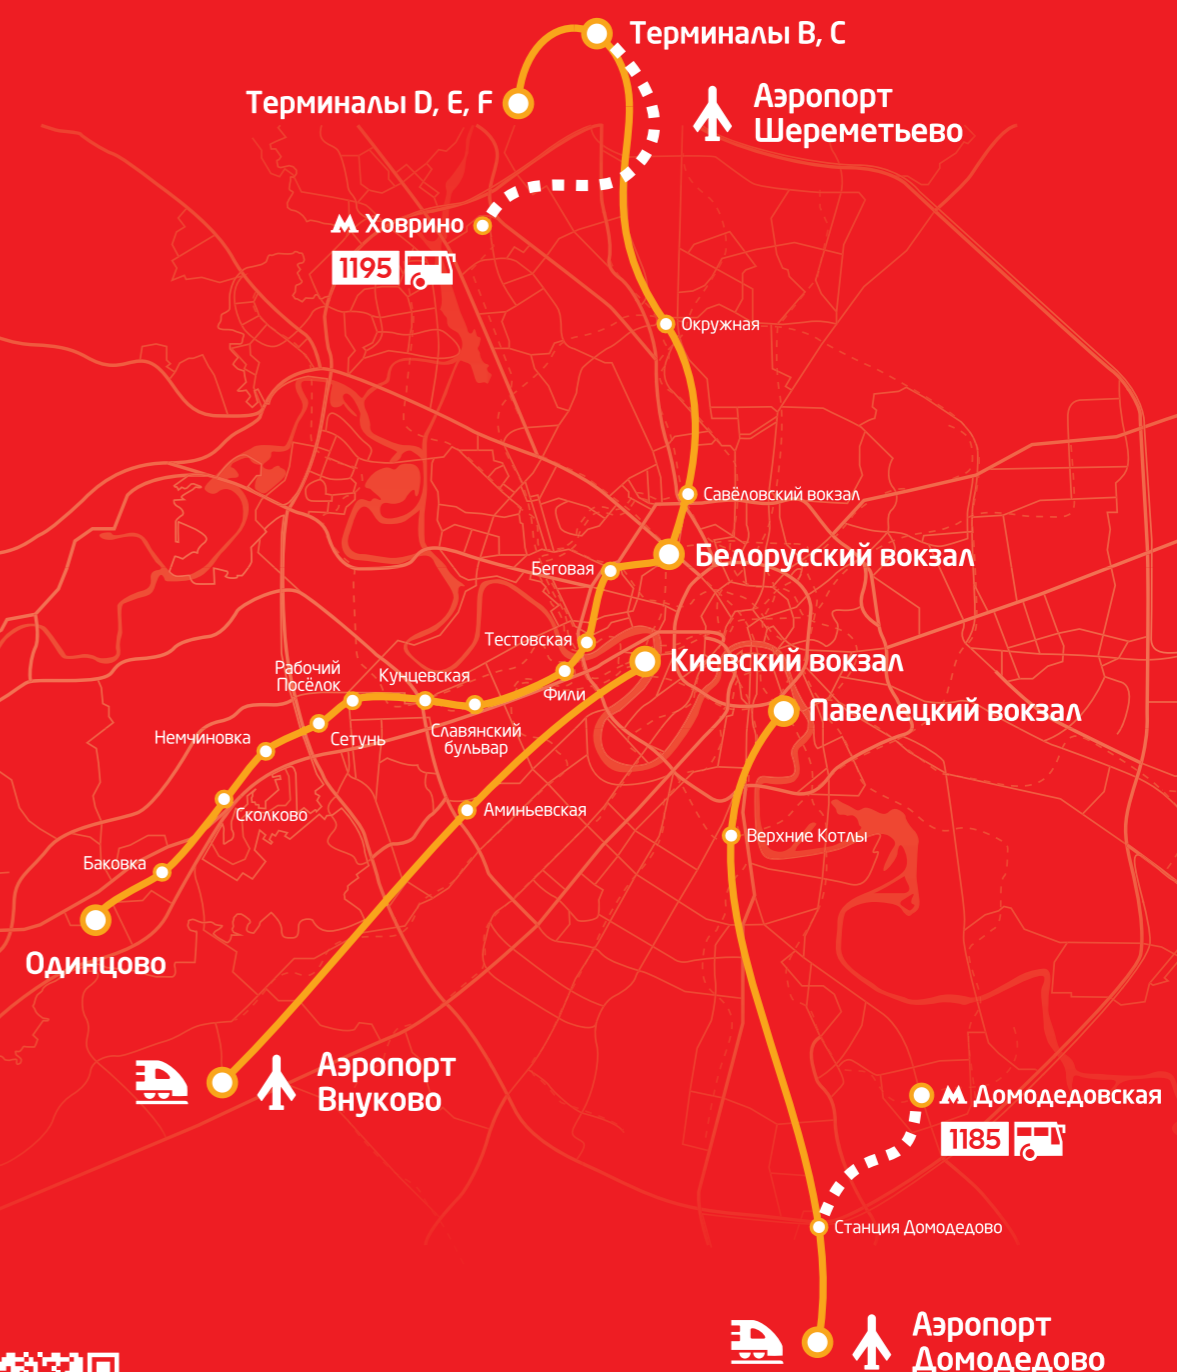 Терминалы B, C
Терминалы D, E, F
Аэропорт
Шереметьево
Ховрино
1195
Окружная
Савёловский вокзал
Белорусский вокзал
Беговая
Тестовская
Киевский вокзал
Рабочий
Посёлок
Кунцевская
Фили
Павелецкий вокзал
Немчиновка
Сетунь
Славянский
бульвар
Сколково
Аминьевская
Верхние Котлы
Баковка
Одинцово
Аэропорт
Внуково
Домодедовская
1185
Станция Домодедово
Аэропорт
Домодедово